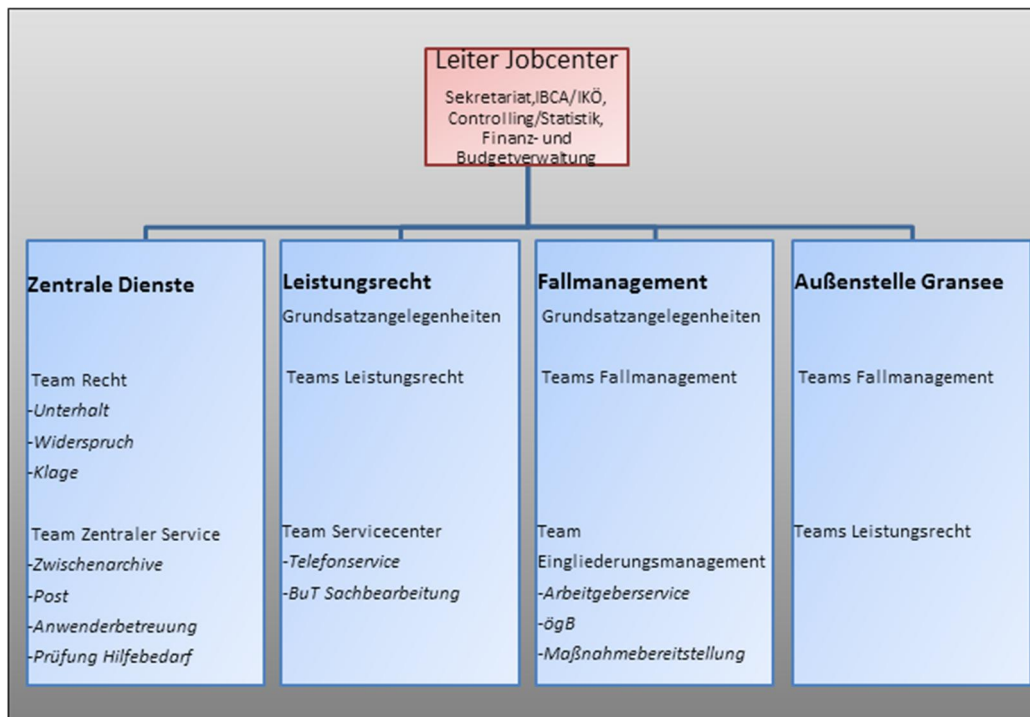 Leiter Jobcenter
Sekretariat,IBCA/IKÖ,
Controlling/Statistik,
Finanz- und
Budgetverwaltung
Zentrale Dienste
Team Recht
-Unterhalt
-Widerspruch
-Klage
Team Zentraler Service
-Zwischenarchive
-Post
-Anwenderbetreuung
-Prüfung Hilfebedarf
Leistungsrecht
Grundsatzangelegenheiten
Teams Leistungsrecht
Team Servicecenter
-Telefonservice
-BuT Sachbearbeitung
Fallmanagement
Grundsatzangelegenheiten
Teams Fallmanagement
Team
Eingliederungsmanagement
-Arbeitgeberservice
-ögB
-Maßnahmebereitstellung
Außenstelle Gransee
Teams Fallmanagement
Teams Leistungsrecht